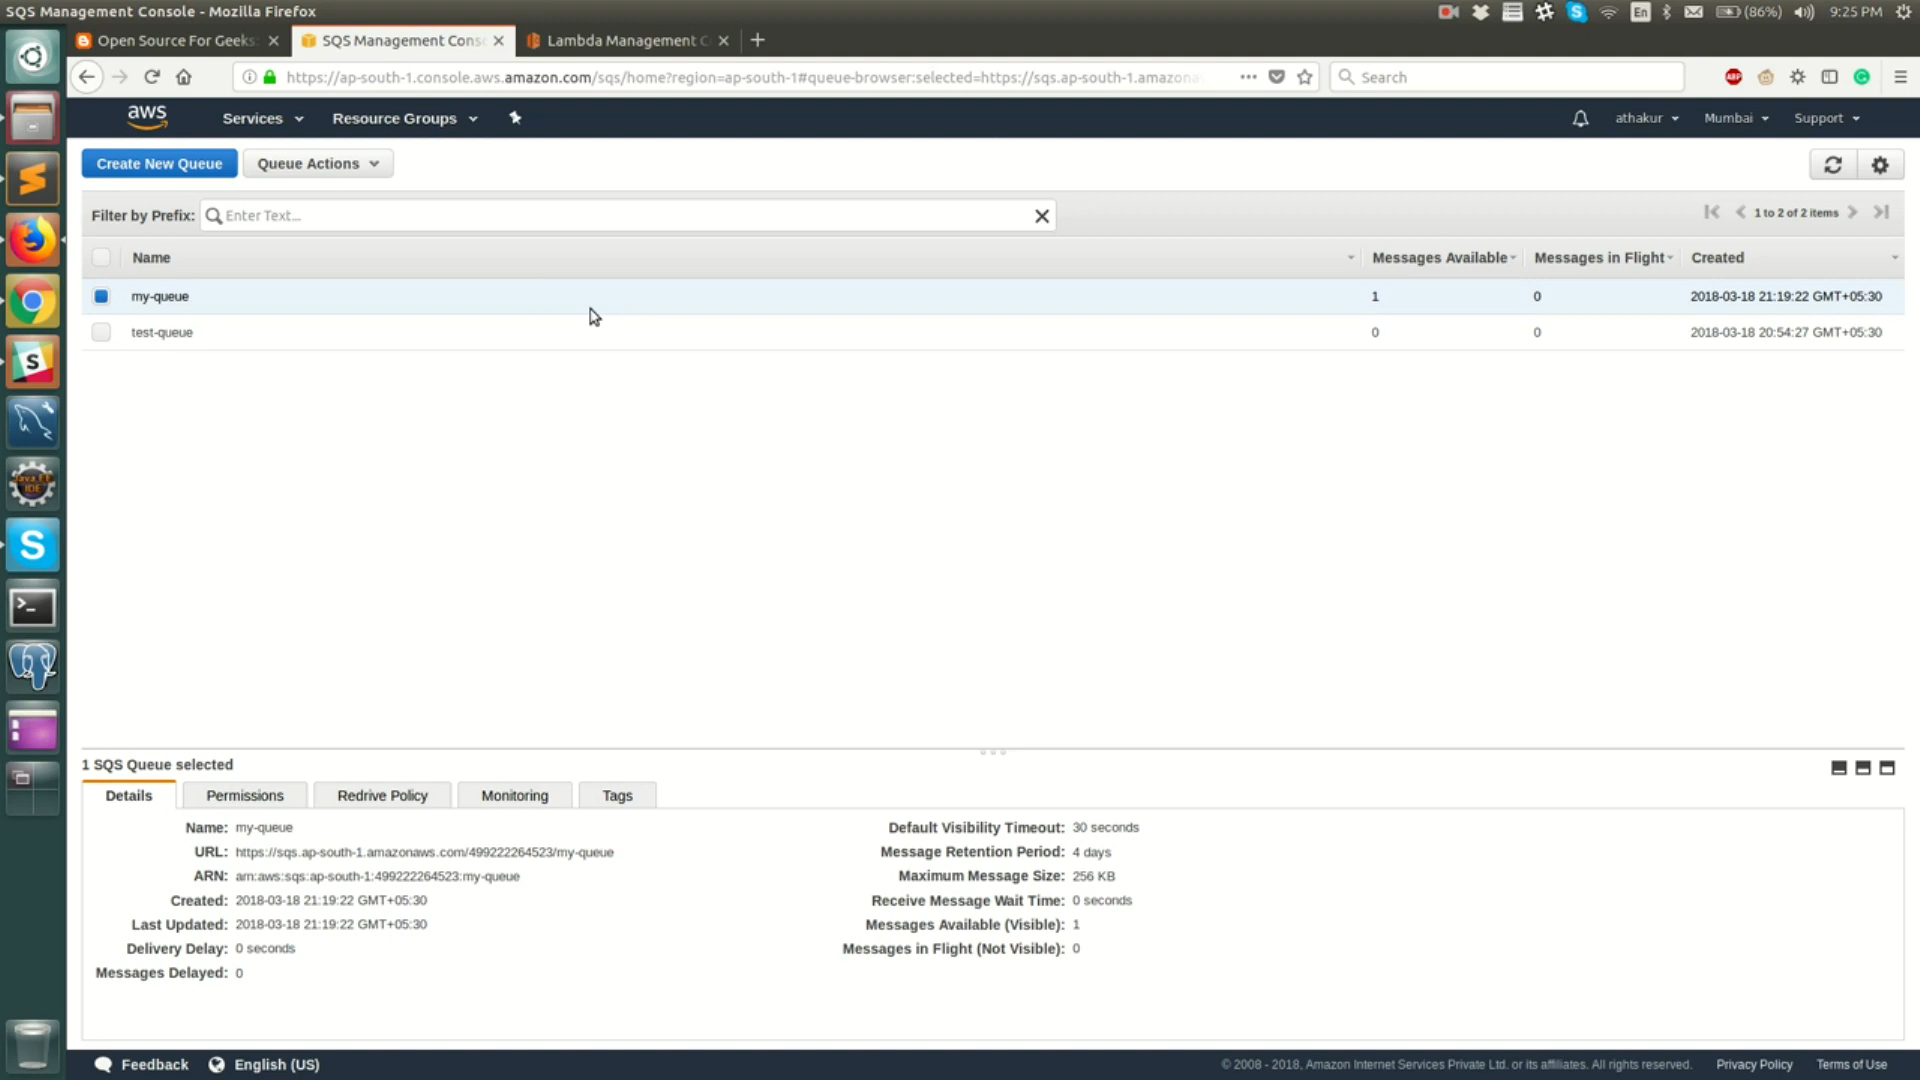 SQS Management Console - Mozilla Firefox
En
(86%)
9:25 PM
Open Source For Geeks:
SQS Management Cons
Lambda Management C
https://ap-south-1.console.aws.amazon.com/sqs/home?region=ap-south-1#queue-browser:selected=https://sqs.ap-south-1.amazona
Search
ABP
aws
Services
Resource Groups
athakur
Mumbai
Support
Create New Queue
Queue Actions
Filter by Prefix:
Enter Text...
1 to 2 of 2 items
Name
Messages Available
Messages in Flight
Created
my-queue
1
0
2018-03-18 21:19:22 GMT+05:30
test-queue
0
0
2018-03-18 20:54:27 GMT+05:30
Java EE
IDE
1 SQS Queue selected
Details
Permissions
Redrive Policy
Monitoring
Tags
Name: my-queue
URL: https://sqs.ap-south-1.amazonaws.com/499222264523/my-queue
ARN: arn:aws:sqs:ap-south-1:499222264523:my-queue
Created: 2018-03-18 21:19:22 GMT+05:30
Last Updated: 2018-03-18 21:19:22 GMT+05:30
Delivery Delay: 0 seconds
Messages Delayed: 0
Default Visibility Timeout: 30 seconds
Message Retention Period: 4 days
Maximum Message Size: 256 KB
Receive Message Wait Time: 0 seconds
Messages Available (Visible): 1
Messages in Flight (Not Visible): 0
Feedback
English (US)
© 2008 - 2018, Amazon Internet Services Private Ltd. or its affiliates. All rights reserved.
Privacy Policy
Terms of Use